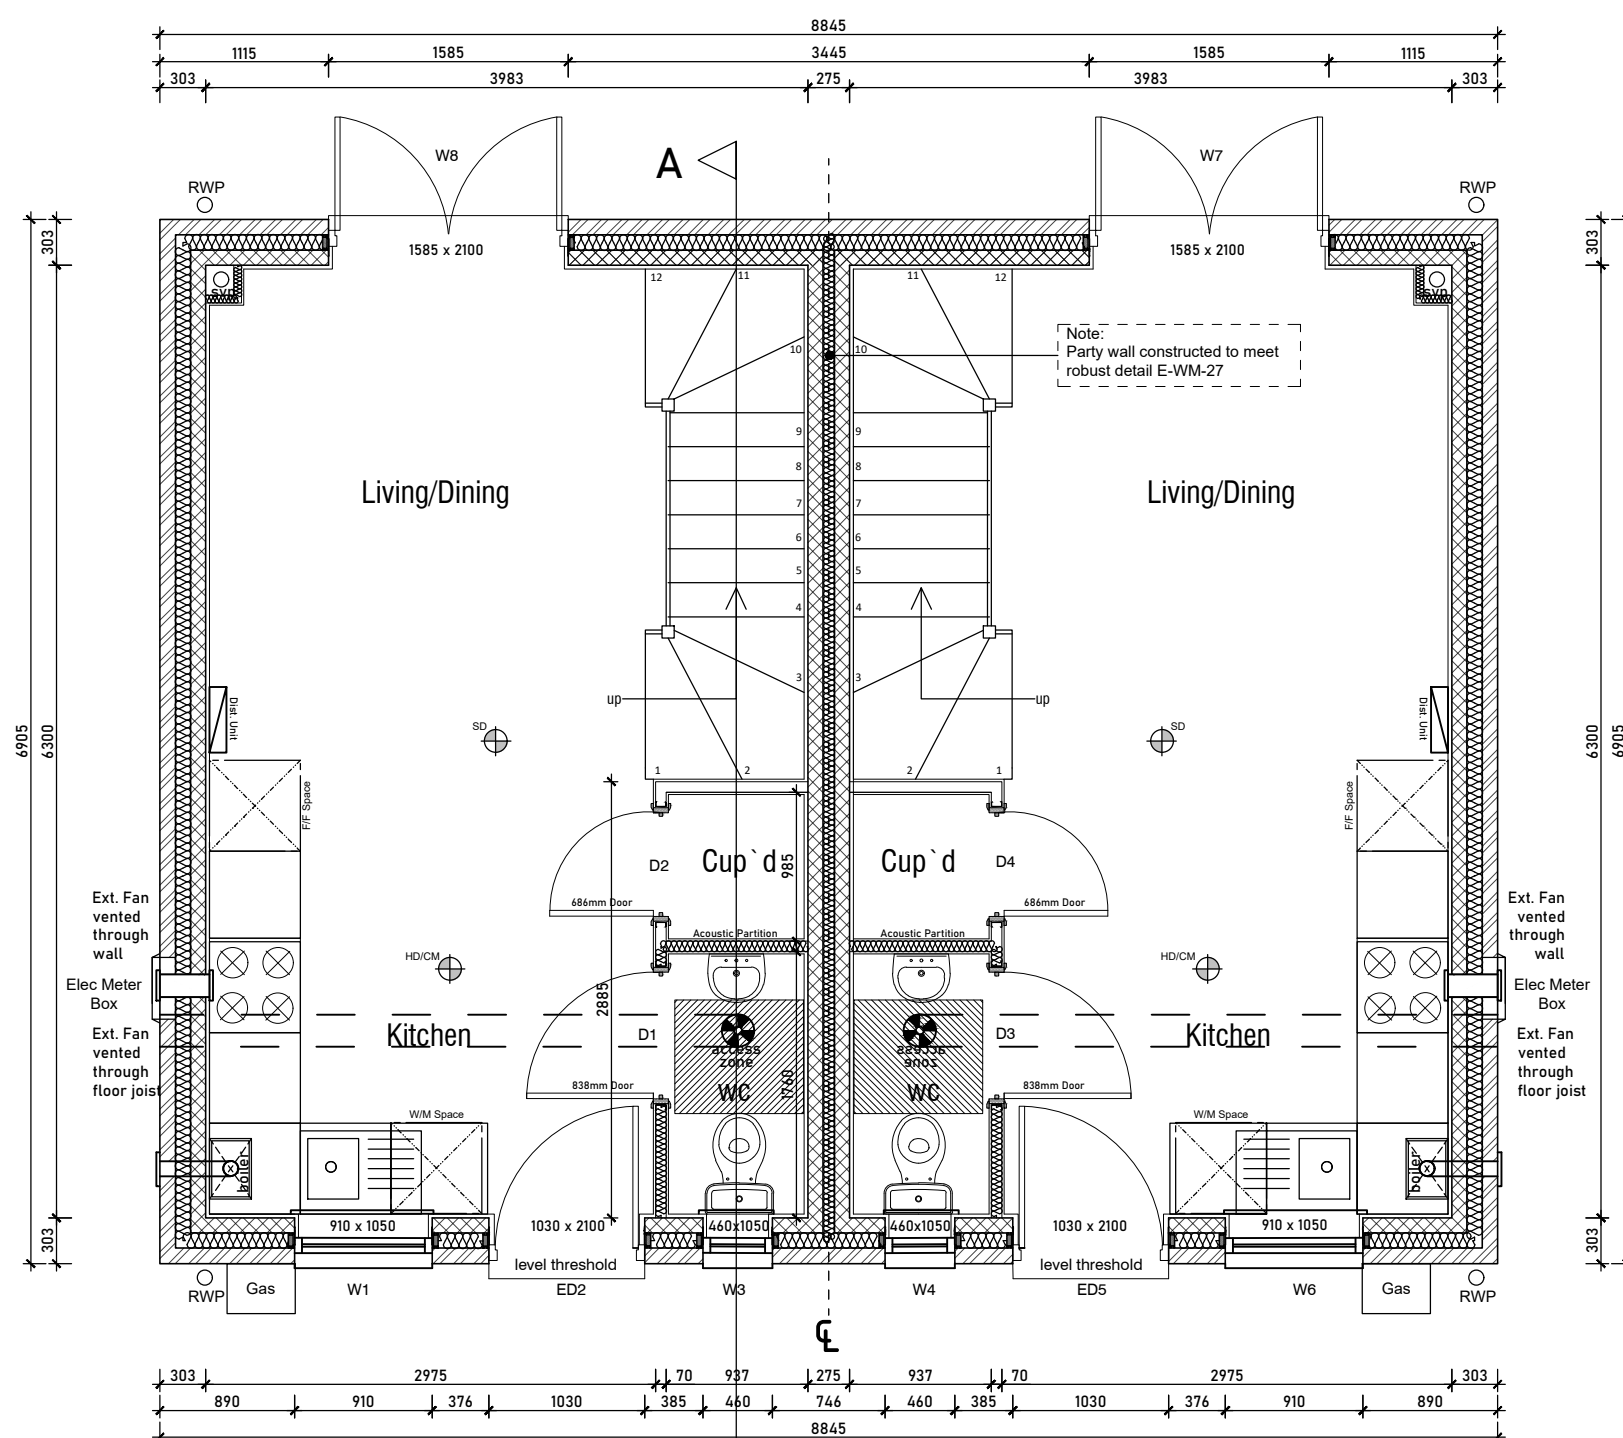 8845
1115 1585 3445 1585 1115
303 3983 275 3983 303
W8 A W7
RWP RWP
303 303
1585 x 2100 1585 x 2100
svp svp
12 11 11 12
Note:
Party wall constructed to meet
robust detail E-WM-27
10 10
9 9
8 8
Living/Dining Living/Dining
7 7
6 6
5 5
4 4
3 3
up up
Dist. Unit Dist. Unit
SD SD
6905 6300 6300 6905
1 2 2 1
F/F Space F/F Space
D2 Cup`d 985 Cup`d D4
686mm Door 686mm Door
Ext. Fan
vented
through
wall
Ext. Fan
vented
through
wall
Acoustic Partition Acoustic Partition
HD/CM HD/CM
Elec Meter
Box
Elec Meter
Box
2885
Kitchen D1 D3 Kitchen
access
zone
access
zone
Ext. Fan
vented
through
floor joist
Ext. Fan
vented
through
floor joist
838mm Door WC 1760 WC 838mm Door
W/M Space W/M Space
boiler boiler
910 x 1050 1030 x 2100 460x1050 460x1050 1030 x 2100 910 x 1050
303 303
level threshold level threshold
Gas W1 ED2 W3 W4 ED5 W6 Gas
RWP RWP
℄
303 2975 70 937 275 937 70 2975 303
890 910 376 1030 385 460 746 460 385 1030 376 910 890
8845